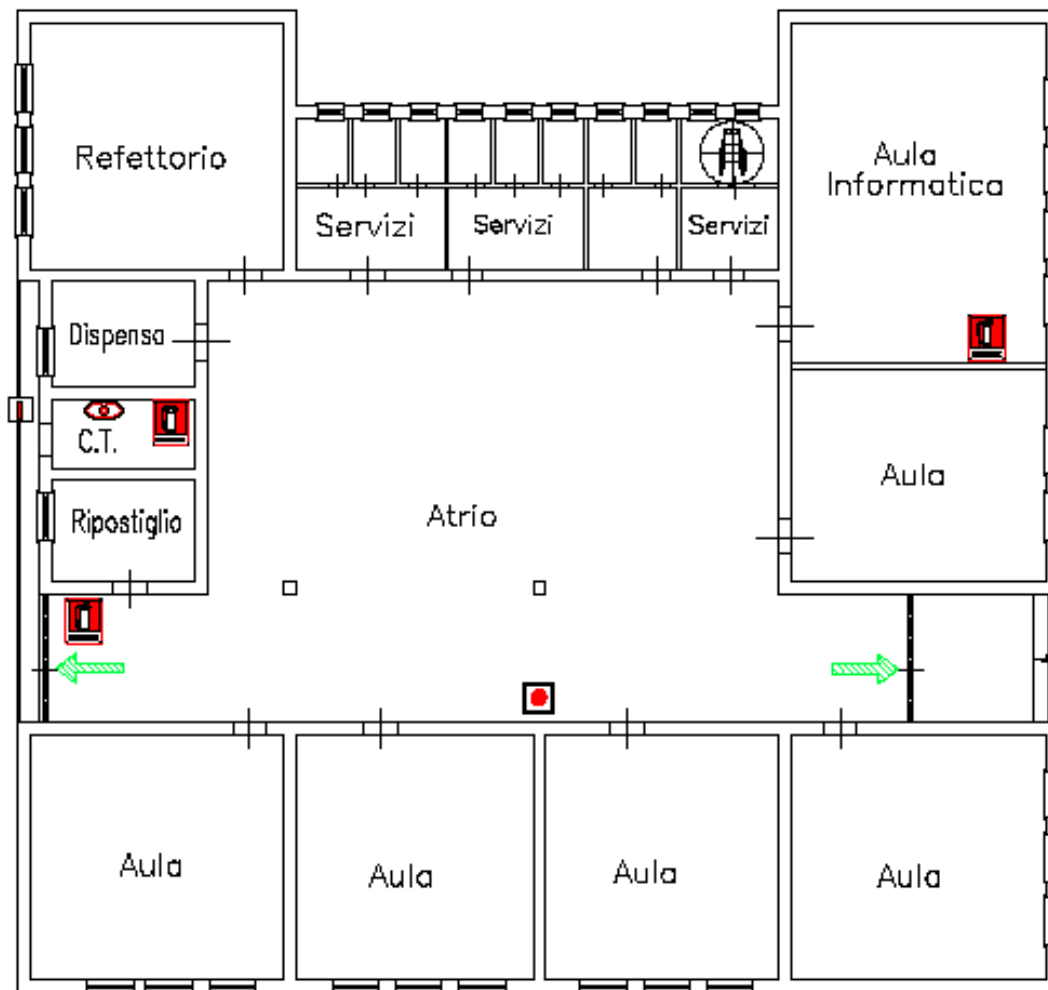 Refettorio
Aula
Informatica
Servizi
Servizi
Servizi
Dispensa
C.T.
Ripostiglio
Atrio
Aula
Aula
Aula
Aula
Aula